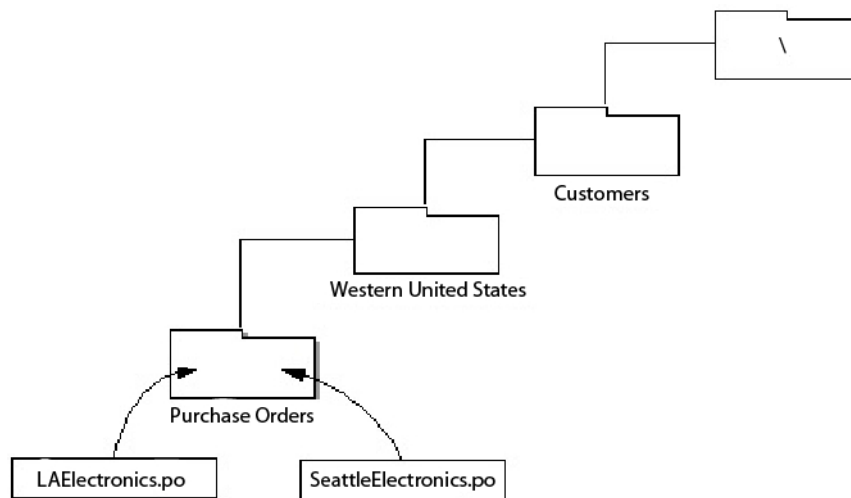 \
Customers
Western United States
Purchase Orders
LAElectronics.po
SeattleElectronics.po